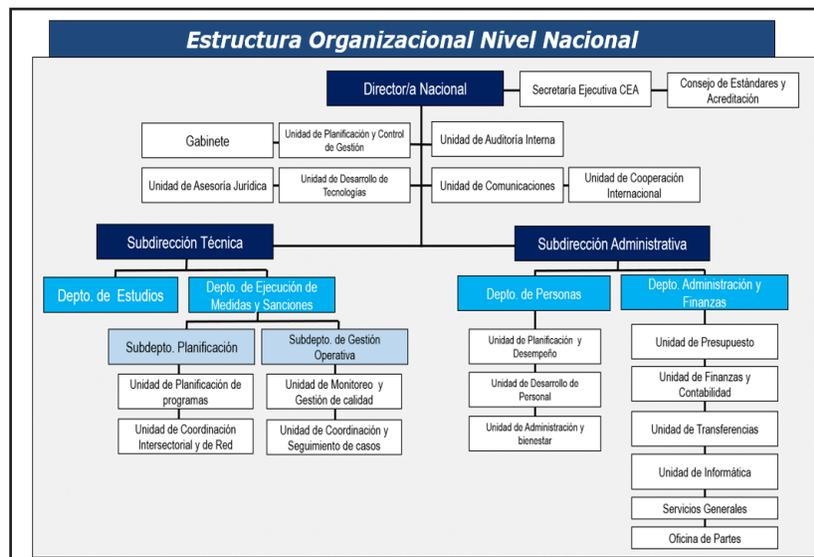 Estructura Organizacional Nivel Nacional
Director/a Nacional
Secretaría Ejecutiva CEA
Consejo de Estándares y
Acreditación
Gabinete
Unidad de Planificación y Control
de Gestión
Unidad de Auditoría Interna
Unidad de Asesoría Jurídica
Unidad de Desarrollo de
Tecnologías
Unidad de Comunicaciones
Unidad de Cooperación
Internacional
Subdirección Técnica
Subdirección Administrativa
Depto. de Estudios
Depto. de Ejecución de
Medidas y Sanciones
Depto. de Personas
Depto. Administración y
Finanzas
Subdepto. Planificación
Subdepto. de Gestión
Operativa
Unidad de Planificación de
programas
Unidad de Monitoreo y
Gestión de calidad
Unidad de Coordinación
Intersectorial y de Red
Unidad de Coordinación y
Seguimiento de casos
Unidad de Planificación y
Desempeño
Unidad de Desarrollo de
Personal
Unidad de Administración y
bienestar
Unidad de Presupuesto
Unidad de Finanzas y
Contabilidad
Unidad de Transferencias
Unidad de Informática
Servicios Generales
Oficina de Partes